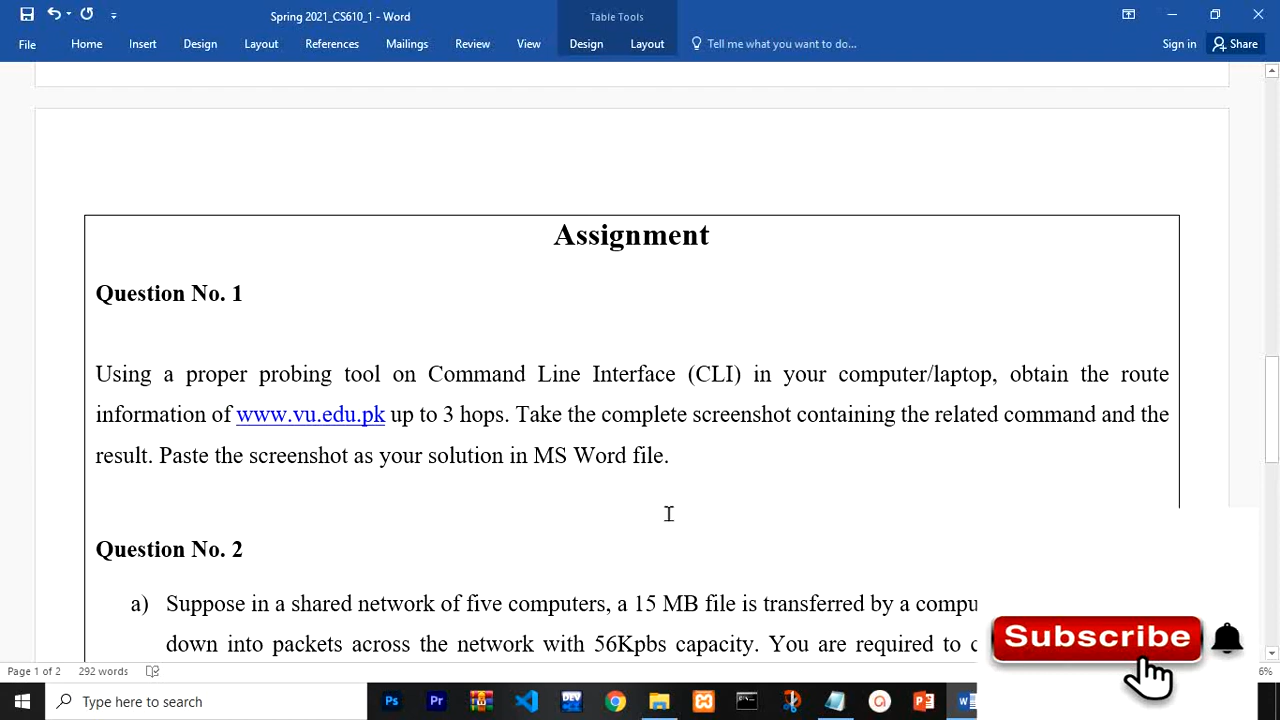 Spring 2021_CS610_1 - Word
Table Tools
File Home Insert Design Layout References Mailings Review View Design Layout Tell me what you want to do... Sign in Share
Assignment
Question No. 1
Using a proper probing tool on Command Line Interface (CLI) in your computer/laptop, obtain the route
information of www.vu.edu.pk up to 3 hops. Take the complete screenshot containing the related command and the
result. Paste the screenshot as your solution in MS Word file.
Question No. 2
a) Suppose in a shared network of five computers, a 15 MB file is transferred by a compu
down into packets across the network with 56Kpbs capacity. You are required to c
Subscribe
Page 1 of 2 292 words
6%
Type here to search
Ps
Pr
DEV